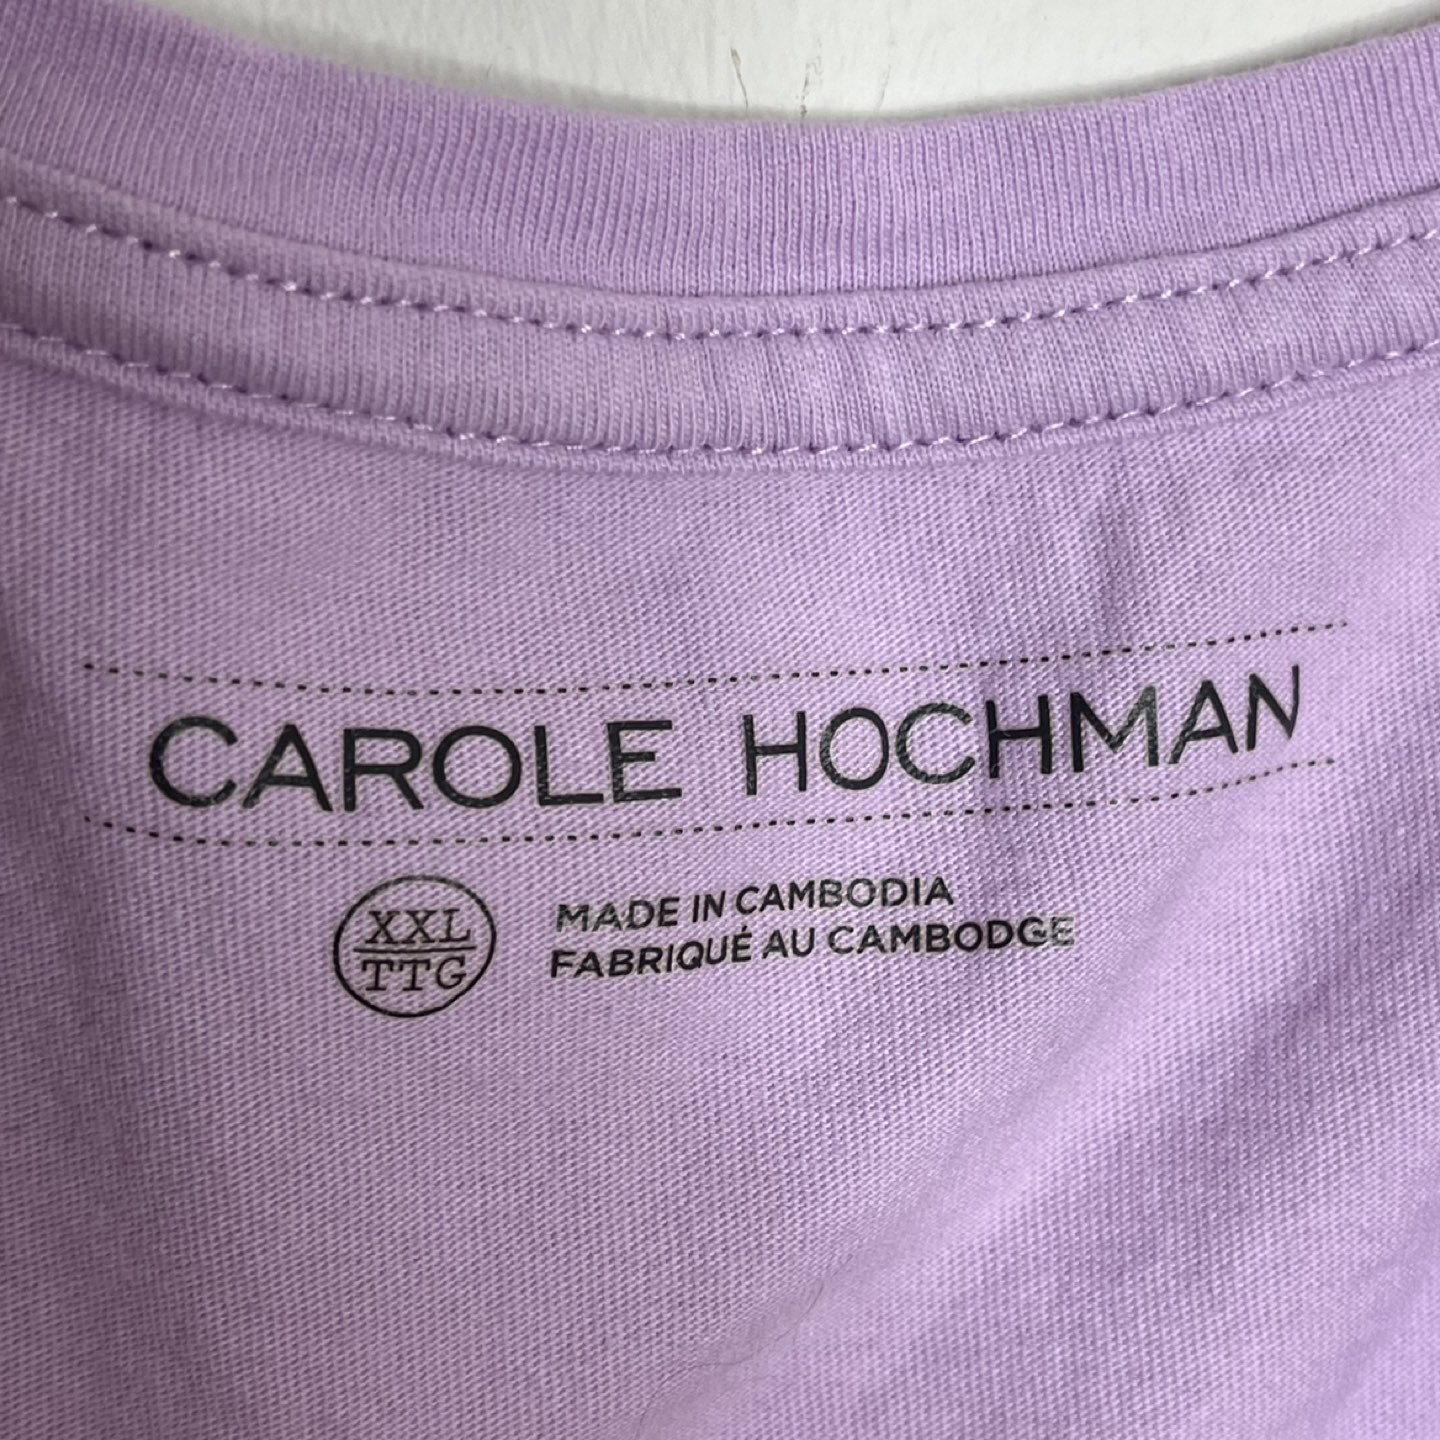 CAROLE HOCHMAN
XXL
TTG
MADE IN CAMBODIA
FABRIQUÉ AU CAMBODGE